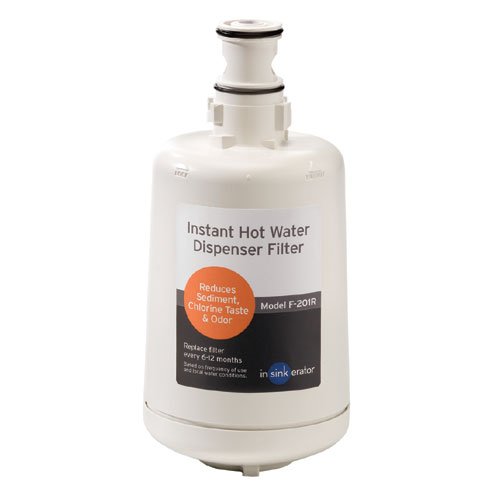 Instant Hot Water
Dispenser Filter
Reduces
Sediment,
Chlorine Taste
& Odor
Model F-201R
Replace filter
every 6-12 months
Based on frequency of use
and local water conditions.
in sink erator